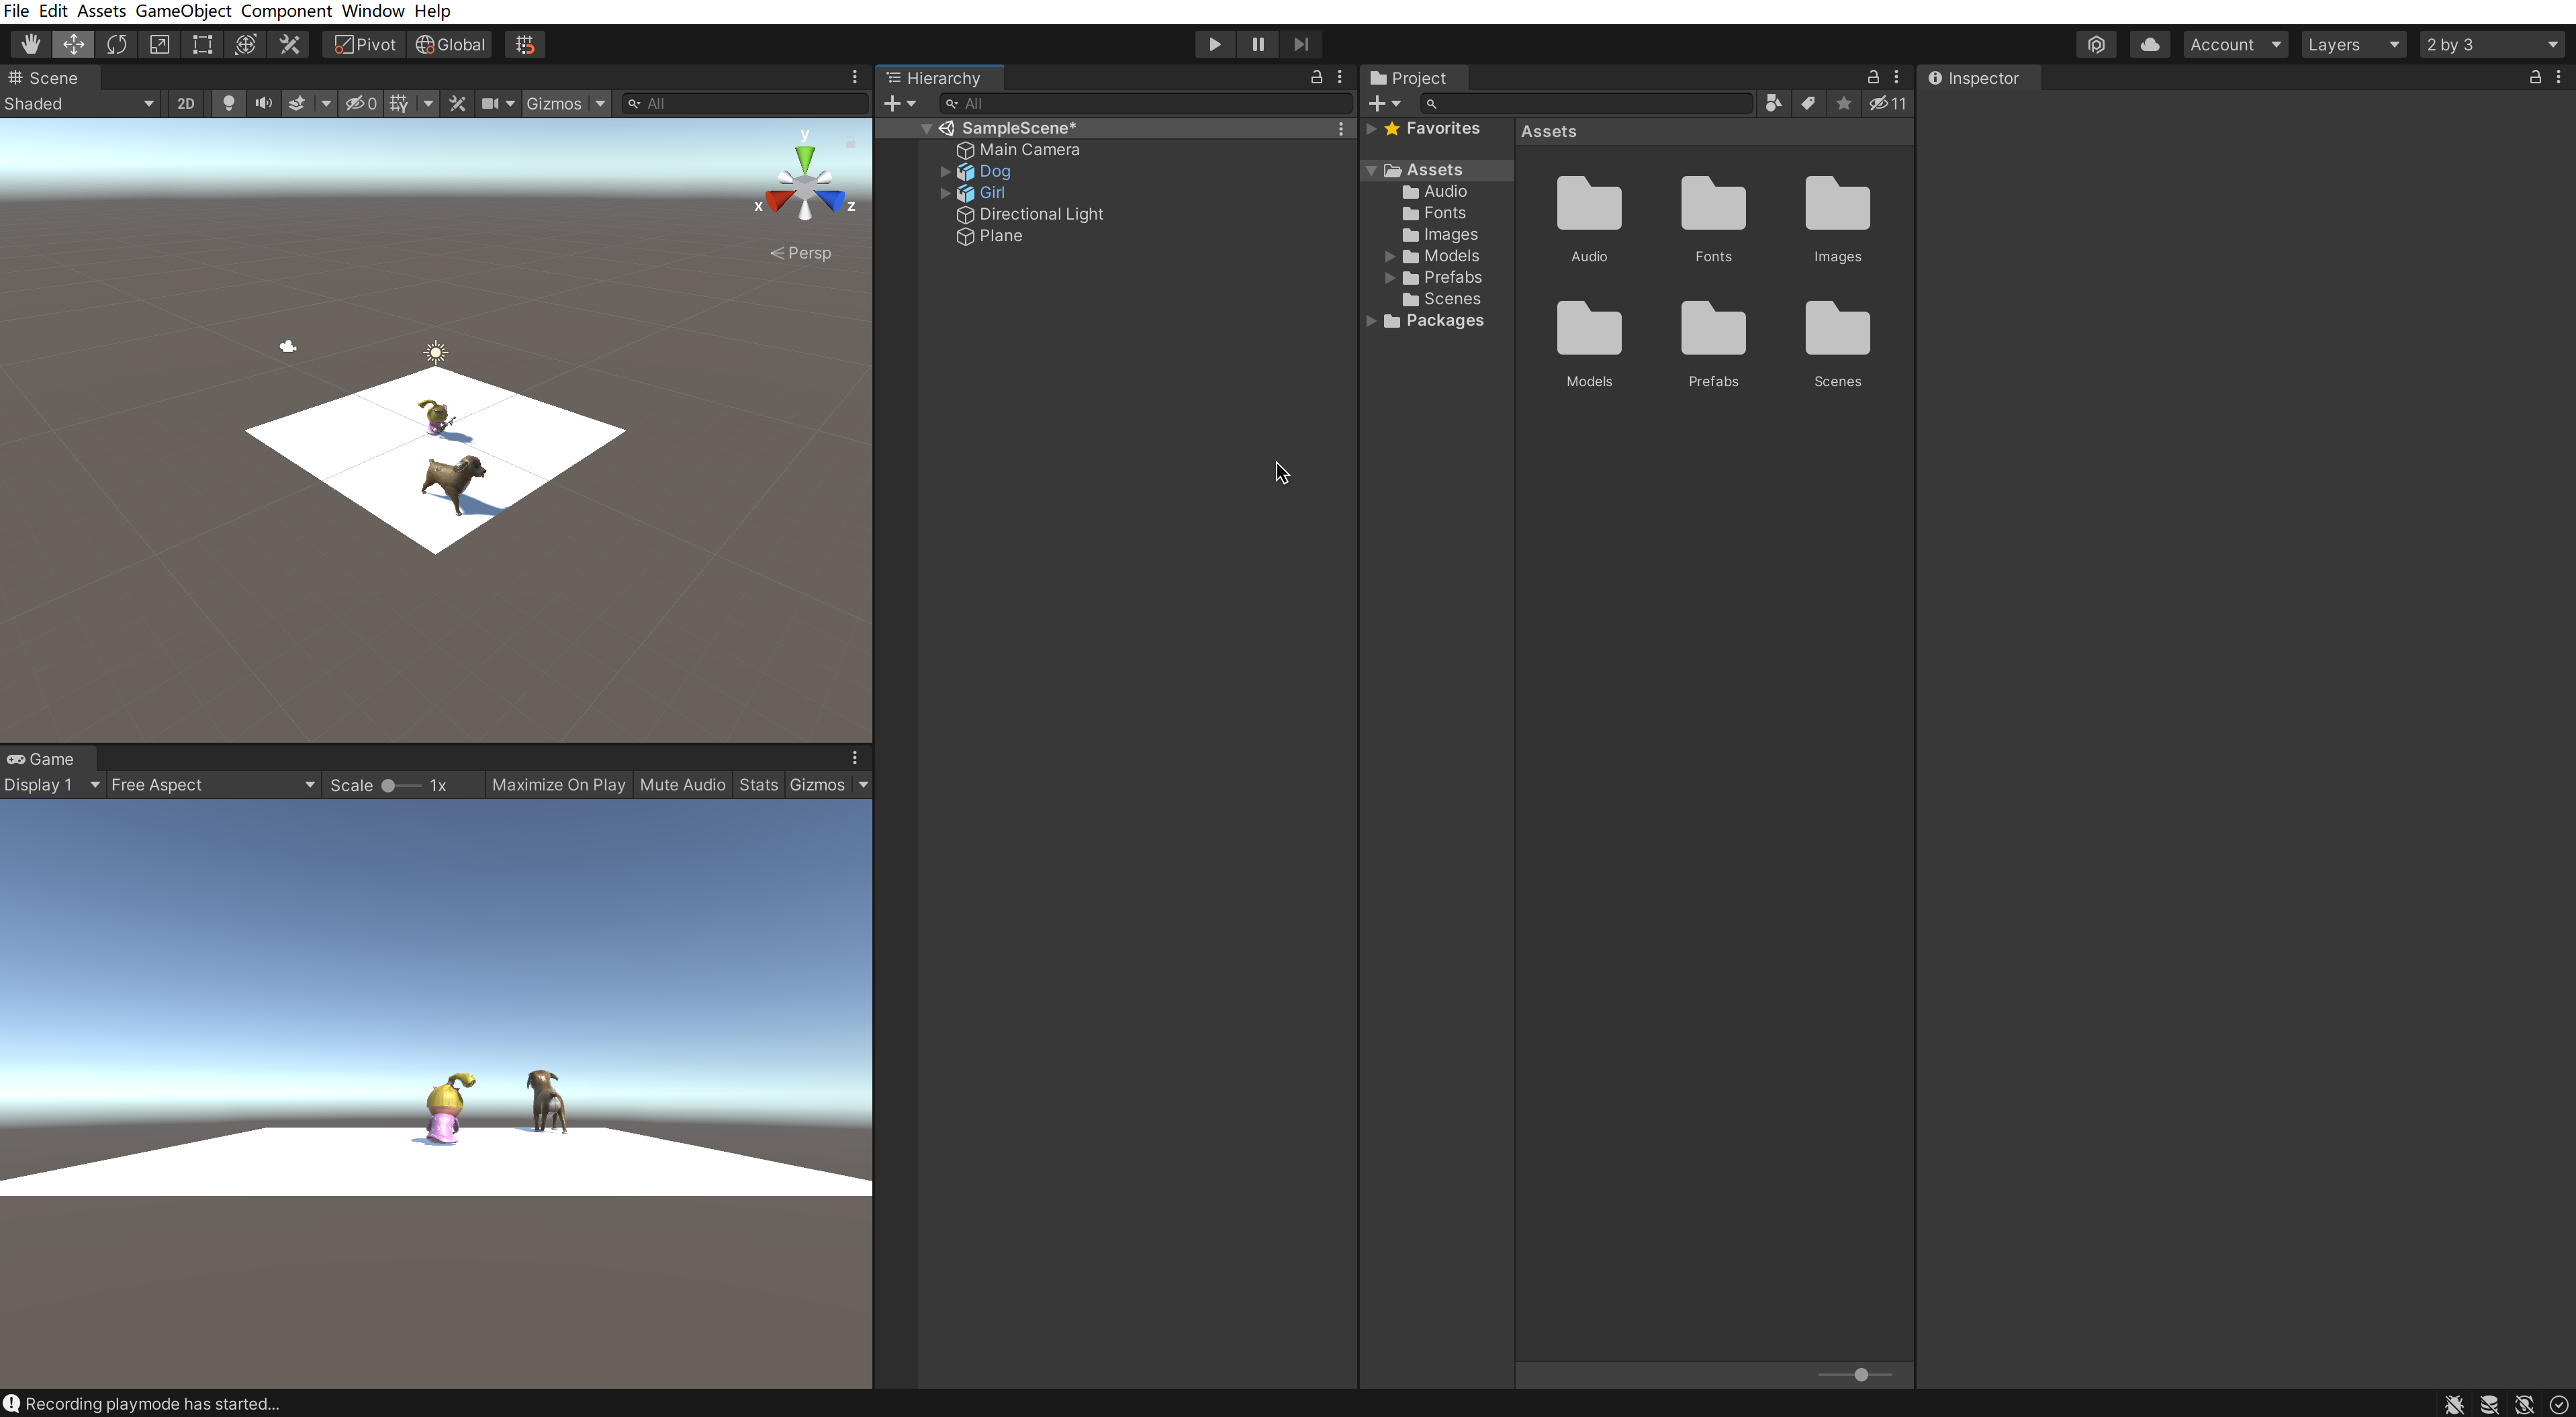 File Edit Assets GameObject Component Window Help
Pivot Global
Account Layers 2 by 3
Scene
Shaded 2D 0 Gizmos All
y
x z
Persp
Game
Display 1 Free Aspect Scale 1x Maximize On Play Mute Audio Stats Gizmos
Hierarchy
All
SampleScene*
Main Camera
Dog
Girl
Directional Light
Plane
Project
11
Favorites
Assets
Audio
Fonts
Images
Models
Prefabs
Scenes
Packages
Assets
Audio Fonts Images
Models Prefabs Scenes
Inspector
Recording playmode has started...